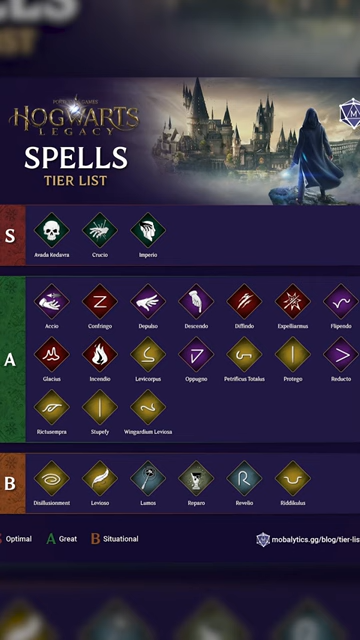 HOGWARTS
LEGACY
SPELLS
TIER LIST
S
Avada Kedavra Crucio Imperio
A
Accio Confringo Depulso Descendo Diffindo Expelliarmus Flipendo
Glacius Incendio Levicorpus Oppugno Petrificus Totalus Protego Reducto
Rictusempra Stupefy Wingardium Leviosa
B
Disillusionment Levioso Lumos Reparo Revelio Riddikulus
S Optimal A Great B Situational
mobalytics.gg/blog/tier-lis